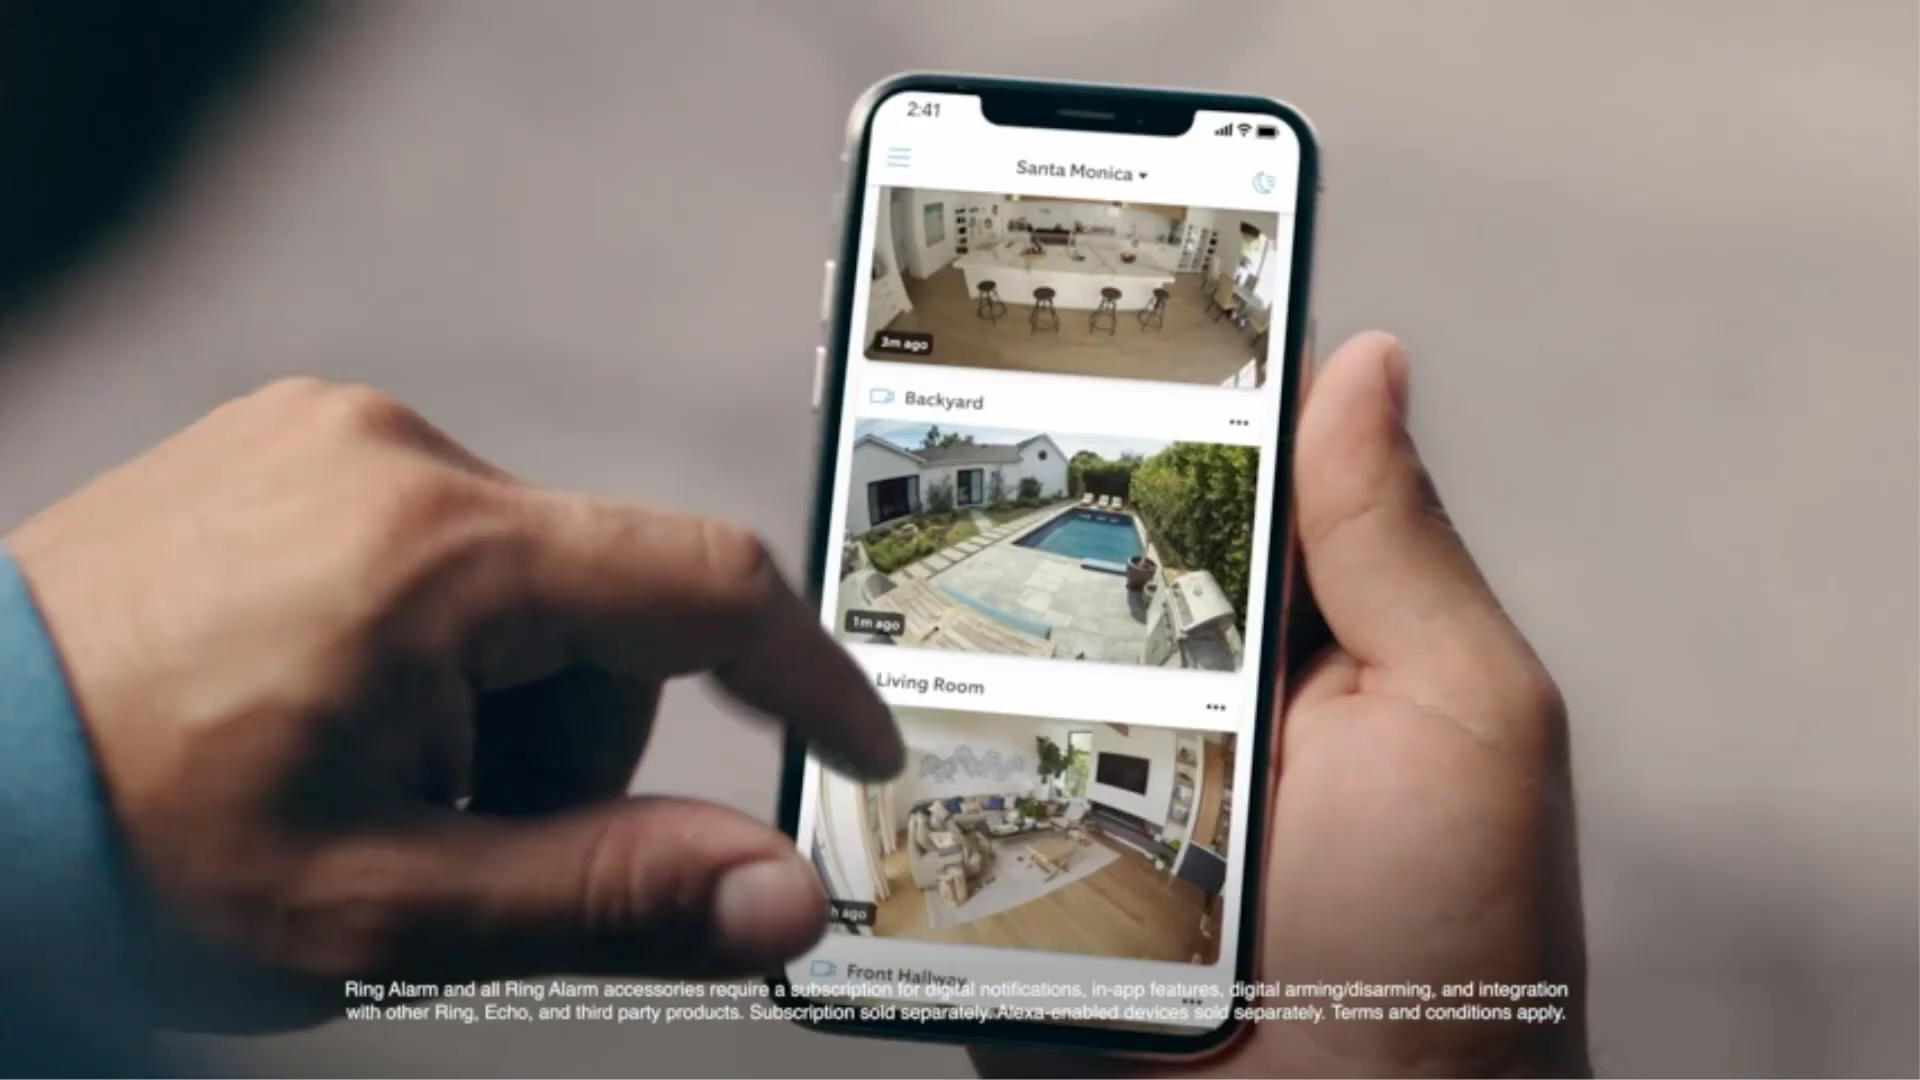 2:41
Santa Monica
3m ago
Backyard
1m ago
Living Room
h ago
Front Hallway
Ring Alarm and all Ring Alarm accessories require a subscription for digital notifications, in-app features, digital arming/disarming, and integration
with other Ring, Echo, and third party products. Subscription sold separately. Alexa-enabled devices sold separately. Terms and conditions apply.